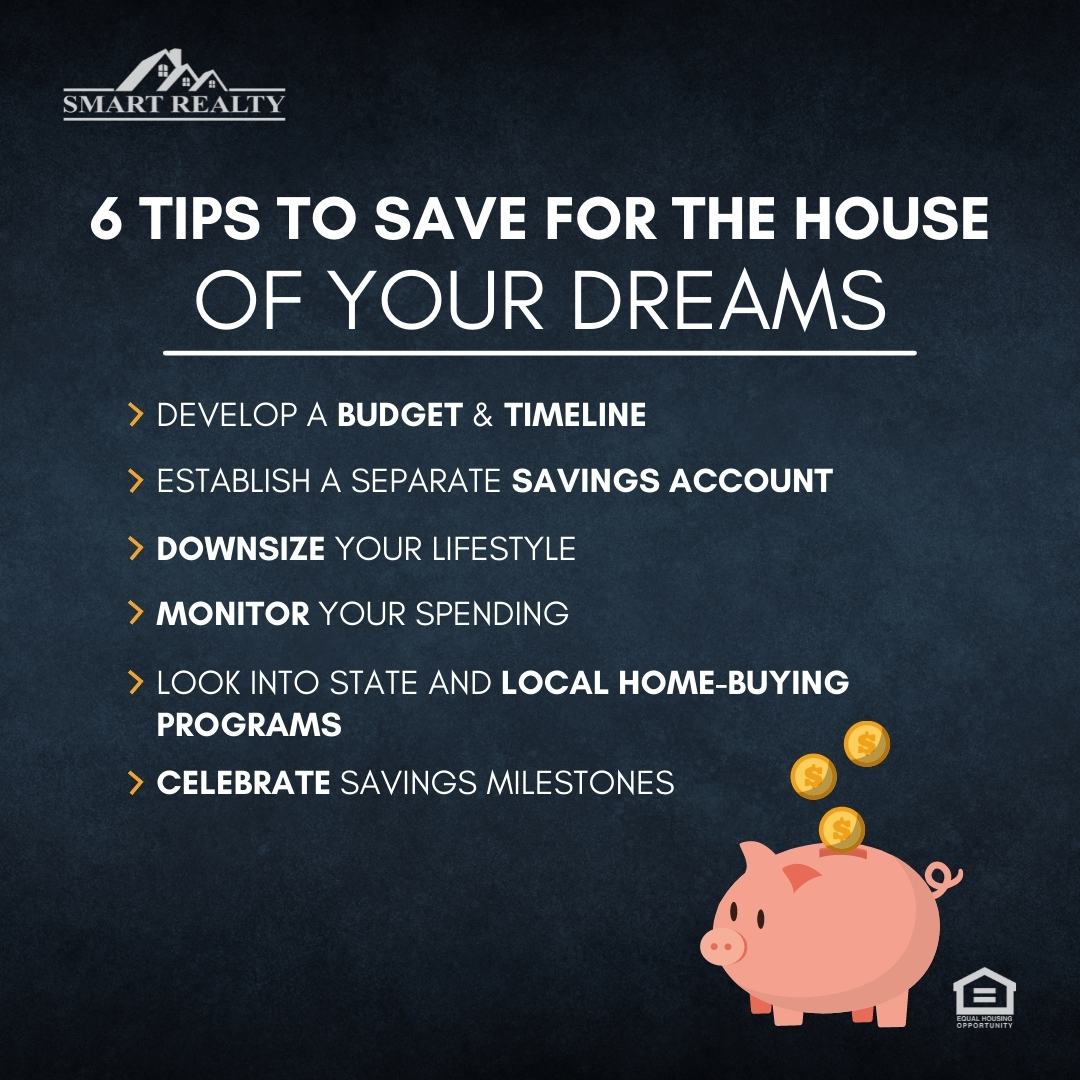 SMART REALTY
6 TIPS TO SAVE FOR THE HOUSE
OF YOUR DREAMS
DEVELOP A BUDGET & TIMELINE
ESTABLISH A SEPARATE SAVINGS ACCOUNT
DOWNSIZE YOUR LIFESTYLE
MONITOR YOUR SPENDING
LOOK INTO STATE AND LOCAL HOME-BUYING
PROGRAMS
CELEBRATE SAVINGS MILESTONES
$
$
$
EQUAL HOUSING
OPPORTUNITY